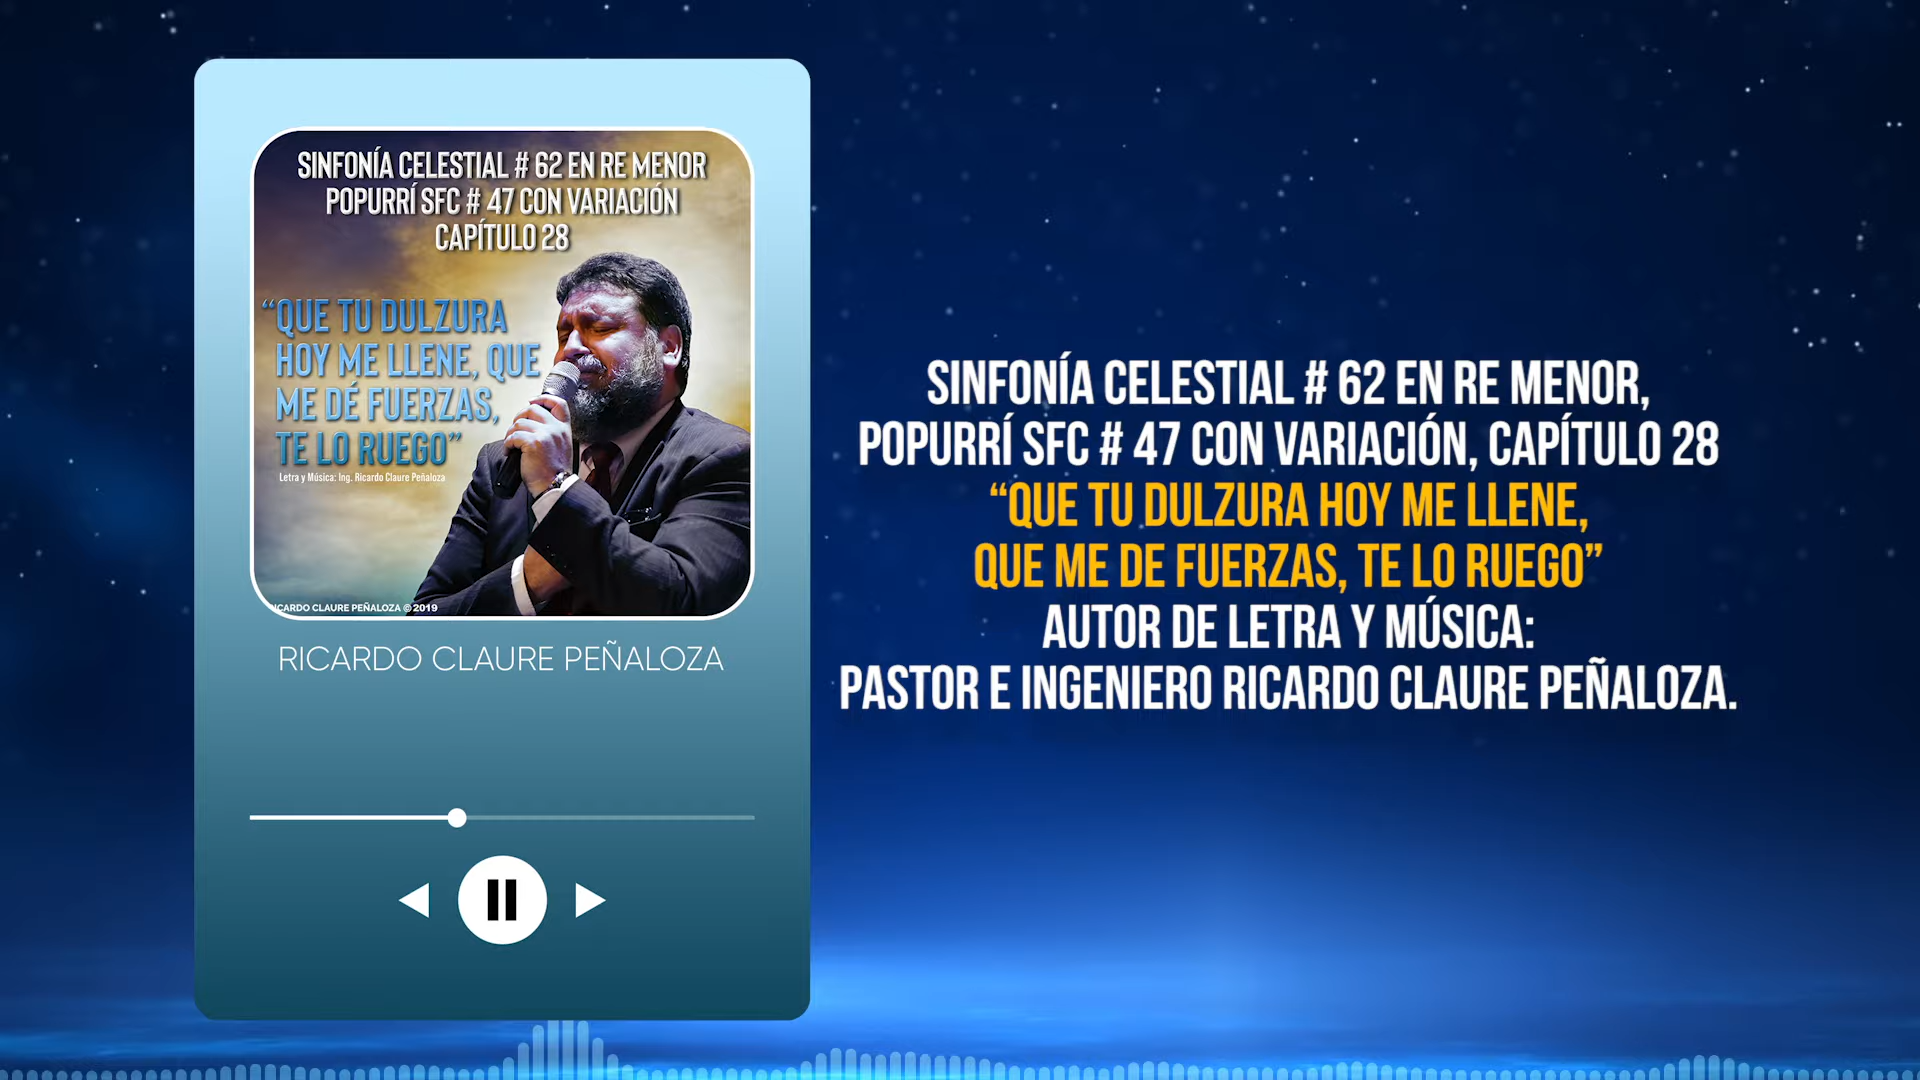 SINFONÍA CELESTIAL # 62 EN RE MENOR
POPURRÍ SFC # 47 CON VARIACIÓN
CAPÍTULO 28
“QUE TU DULZURA
HOY ME LLENE, QUE
ME DÉ FUERZAS,
TE LO RUEGO”
Letra y Música: Ing. Ricardo Claure Peñaloza
CLAURE PEÑALOZA © 2019
RICARDO CLAURE PEÑALOZA
SINFONÍA CELESTIAL # 62 EN RE MENOR,
POPURRÍ SFC # 47 CON VARIACIÓN, CAPÍTULO 28
“QUE TU DULZURA HOY ME LLENE,
QUE ME DE FUERZAS, TE LO RUEGO”
AUTOR DE LETRA Y MÚSICA:
PASTOR E INGENIERO RICARDO CLAURE PEÑALOZA.